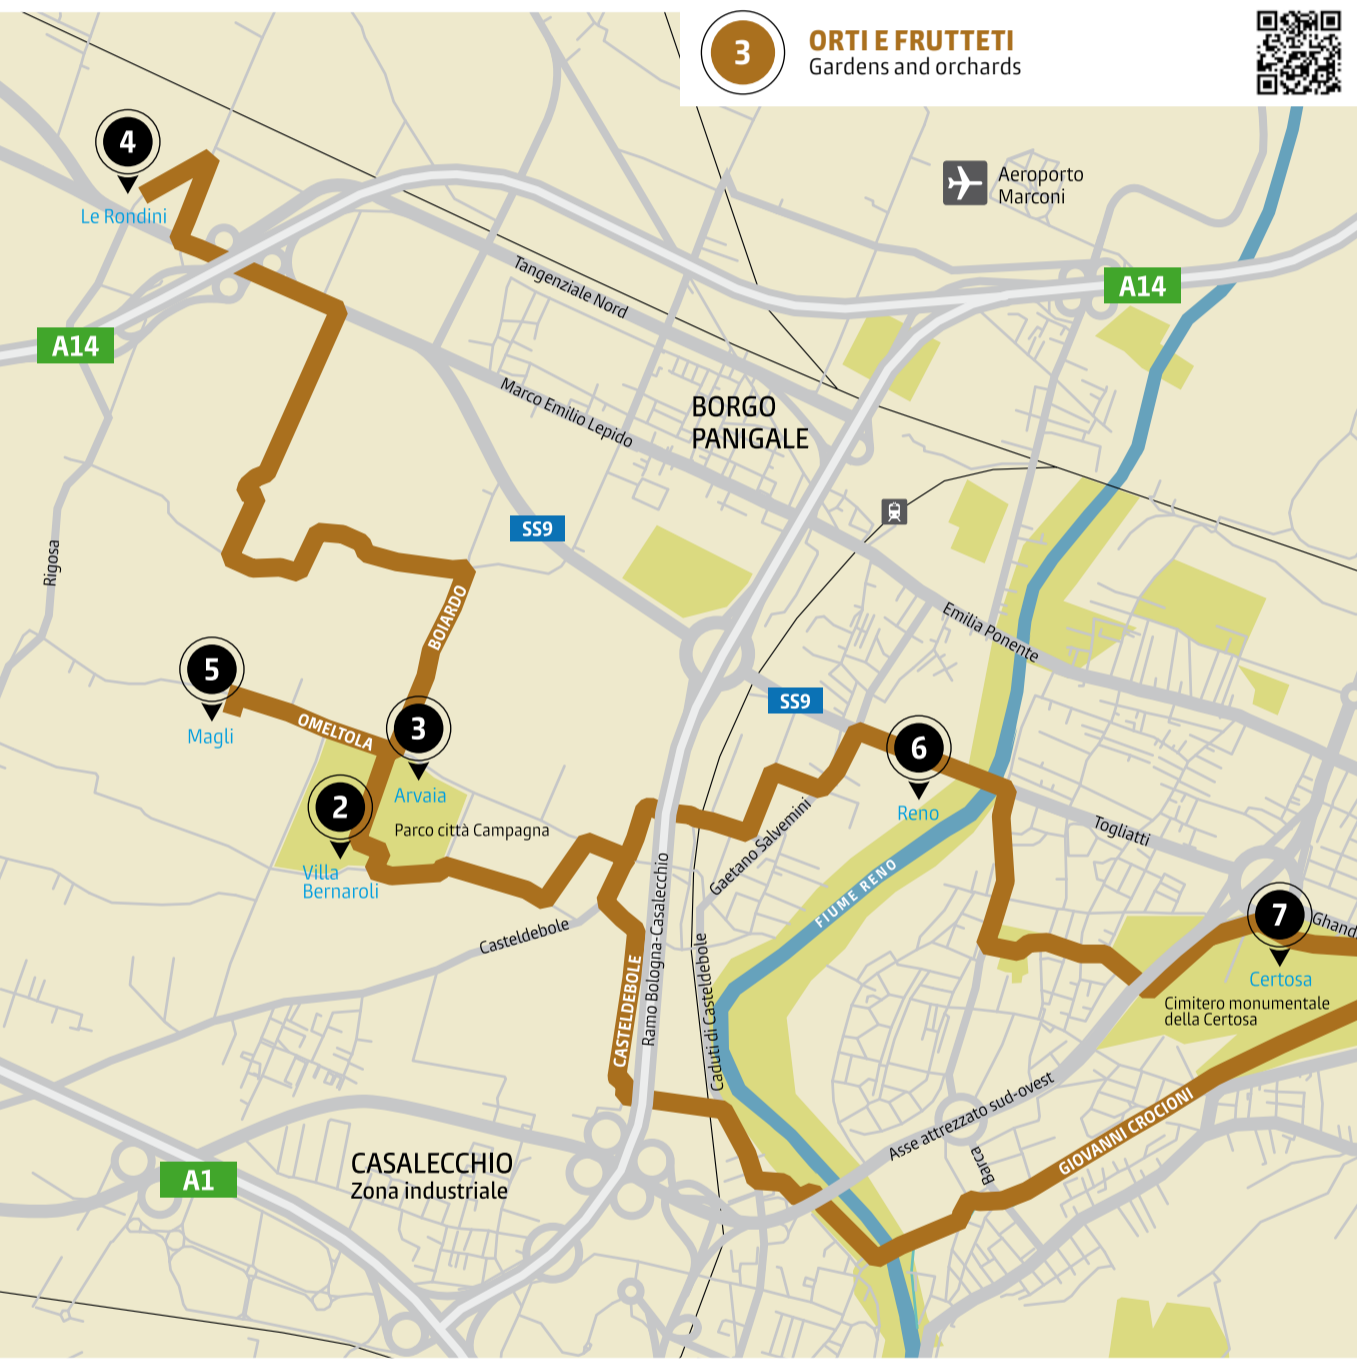 3
ORTI E FRUTTETI
Gardens and orchards
4
Le Rondini
Aeroporto
Marconi
A14
A14
Tangenziale Nord
Marco Emilio Lepido
BORGO
PANIGALE
SS9
Rigosa
BOIARDO
Emilia Ponente
5
Magli
OMELTOLA
3
Arvaia
SS9
6
Reno
2
Villa
Bernaroli
Parco città Campagna
Gaetano Salvemini
Togliatti
FIUME RENO
Casteldebole
CASTELDEBOLE
Ramo Bologna-Casalecchio
Caduti di Casteldebole
7
Ghand
Certosa
Cimitero monumentale
della Certosa
A1
CASALECCHIO
Zona industriale
Asse attrezzato sud-ovest
Barca
GIOVANNI CROCIONI